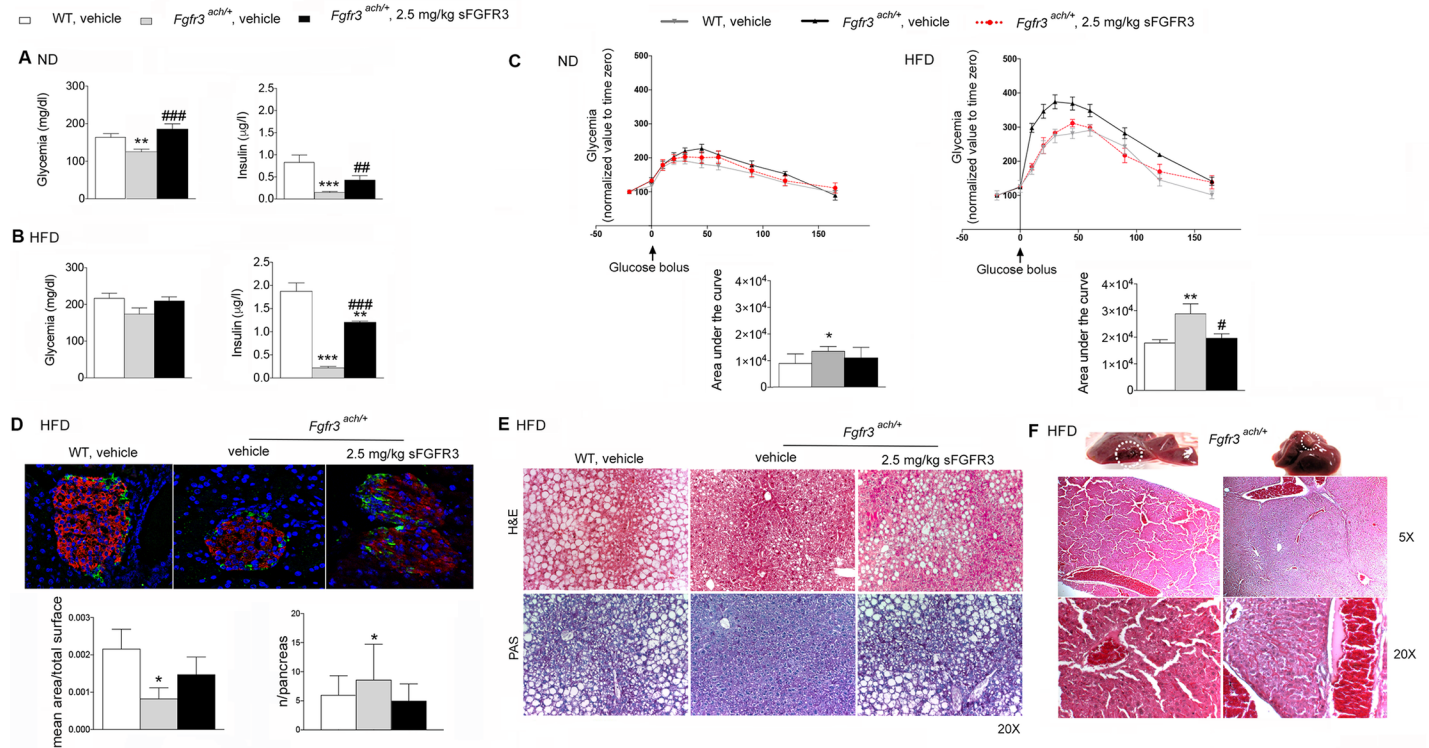 WT, vehicle
Fgfr3 ach/+, vehicle
Fgfr3 ach/+, 2.5 mg/kg sFGFR3
WT, vehicle
Fgfr3 ach/+, vehicle
Fgfr3 ach/+, 2.5 mg/kg sFGFR3
A ND
Glycemia (mg/dl)
300
200
100
0
**
###
Insulin (µg/l)
2.5
2.0
1.5
1.0
0.5
0.0
***
##
B HFD
Glycemia (mg/dl)
300
200
100
0
Insulin (µg/l)
2.5
2.0
1.5
1.0
0.5
0.0
***
###
**
C ND
Glycemia
(normalized value to time zero)
500
400
300
200
100
-50 0 50 100 150
Glucose bolus
Area under the curve
4×10⁴
3×10⁴
2×10⁴
1×10⁴
0
*
HFD
Glycemia
(normalized value to time zero)
500
400
300
200
100
-50 0 50 100 150
Glucose bolus
Area under the curve
4×10⁴
3×10⁴
2×10⁴
1×10⁴
0
**
#
D HFD
Fgfr3 ach/+
WT, vehicle vehicle 2.5 mg/kg sFGFR3
mean area/total surface
0.003
0.002
0.001
0.000
*
n/pancreas
15
10
5
0
*
E HFD
Fgfr3 ach/+
WT, vehicle vehicle 2.5 mg/kg sFGFR3
H&E
PAS
20X
F HFD
Fgfr3 ach/+
5X
20X